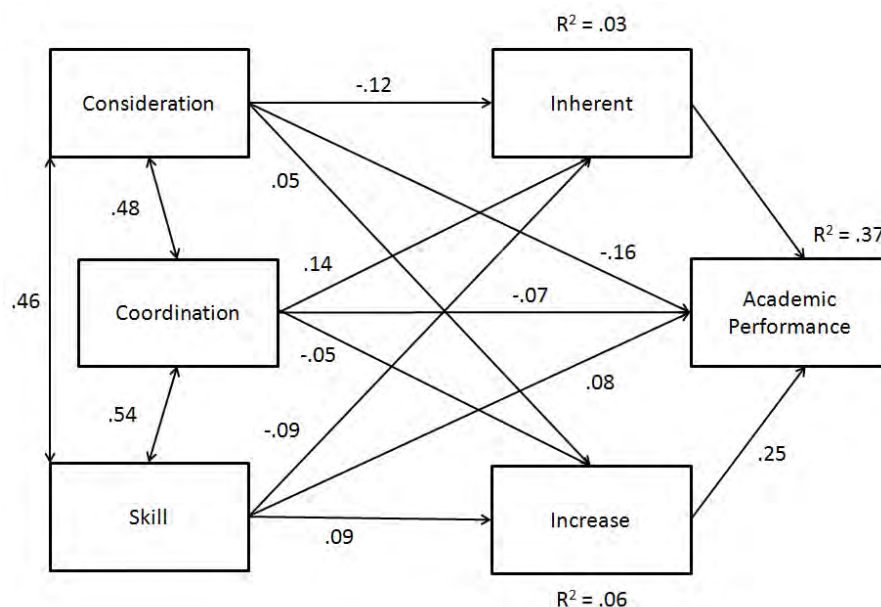 R² = .03
Consideration
-.12
Inherent
.05
.48
.14
-.16
R² = .37
.46
Coordination
-.07
Academic
Performance
-.05
.08
.54
-.09
.25
Skill
.09
Increase
R² = .06